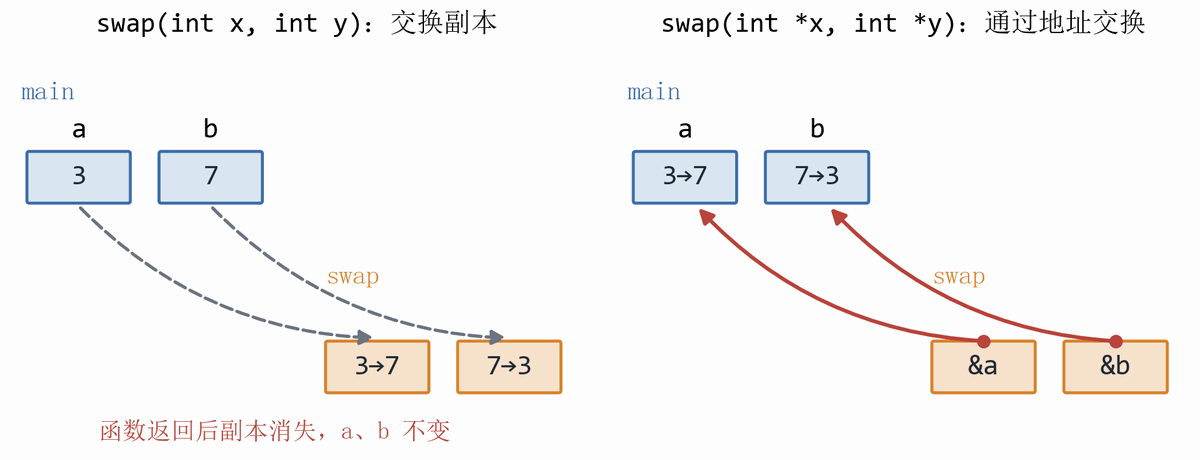 swap(int x, int y): 交换副本
main
a b
3 7
swap
3→7 7→3
函数返回后副本消失，a、b 不变
swap(int *x, int *y): 通过地址交换
main
a b
3→7 7→3
swap
&a &b